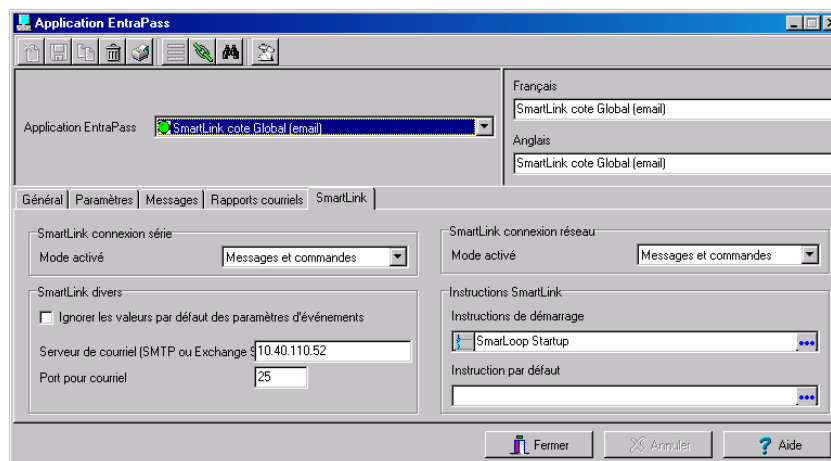 Application EntraPass
Français
SmartLink cote Global (email)
Application EntraPass
SmartLink cote Global (email)
Anglais
SmartLink cote Global (email)
Général
Paramètres
Messages
Rapports courriels
SmartLink
SmartLink connexion série
Mode activé
Messages et commandes
SmartLink connexion réseau
Mode activé
Messages et commandes
SmartLink divers
Ignorer les valeurs par défaut des paramètres d'événements
Serveur de courriel (SMTP ou Exchange S
10.40.110.52
Port pour courriel
25
Instructions SmartLink
Instructions de démarrage
SmarLoop Startup
Instruction par défaut
Fermer
Annuler
Aide